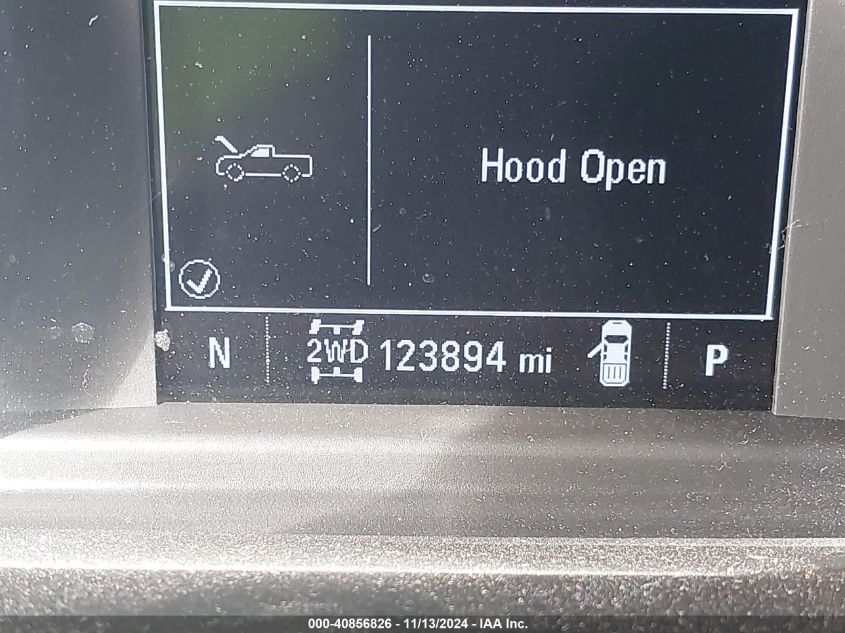 Hood Open
N 2WD 123894 mi P
000-40856826 - 11/13/2024 - IAA Inc.